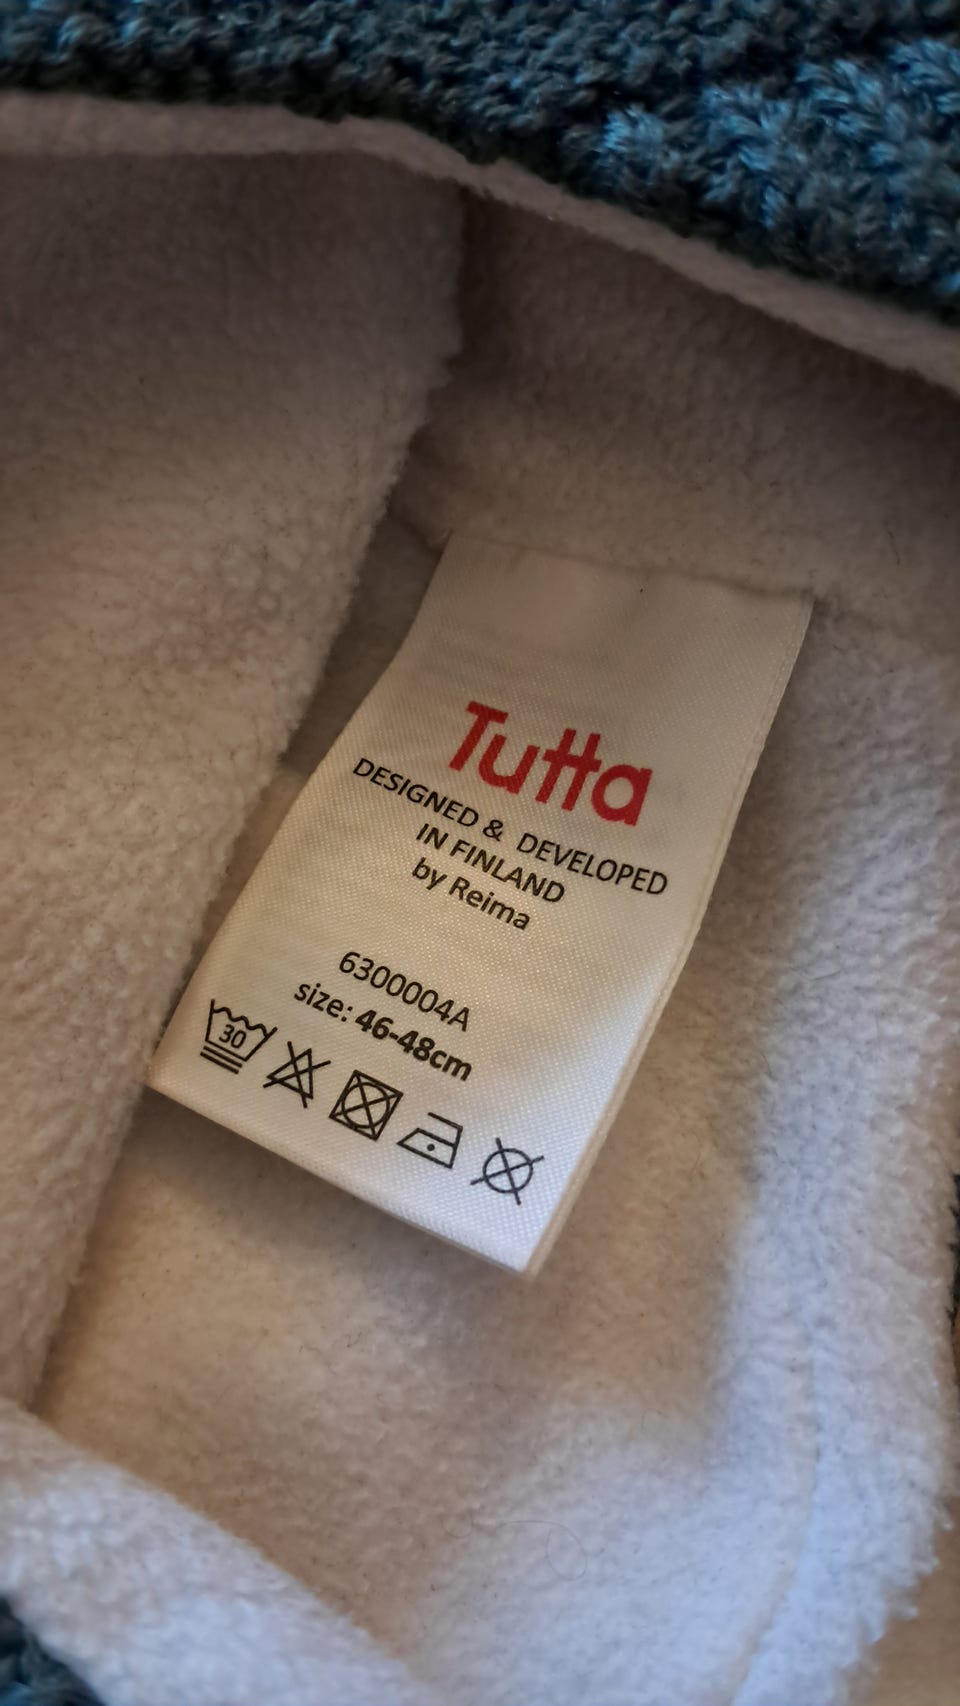 Tutta
DESIGNED & DEVELOPED
IN FINLAND
by Reima
6300004A
size: 46-48cm
30